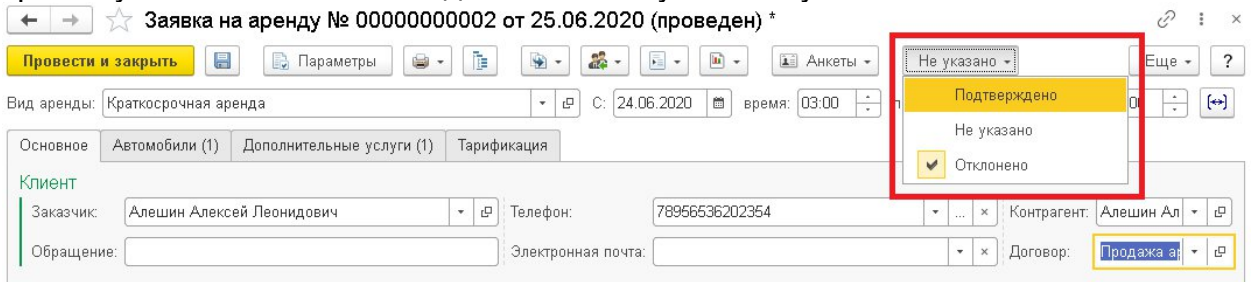 Заявка на аренду № 00000000002 от 25.06.2020 (проведен) *
Провести и закрыть Параметры Анкеты Не указано Еще ?
Вид аренды: Краткосрочная аренда С: 24.06.2020 время: 03:00
Подтверждено
Не указано
Отклонено
Основное Автомобили (1) Дополнительные услуги (1) Тарификация
Клиент
Заказчик: Алешин Алексей Леонидович Телефон: 78956536202354 ... × Контрагент: Алешин Ал
Обращение: Электронная почта: × Договор: Продажа а